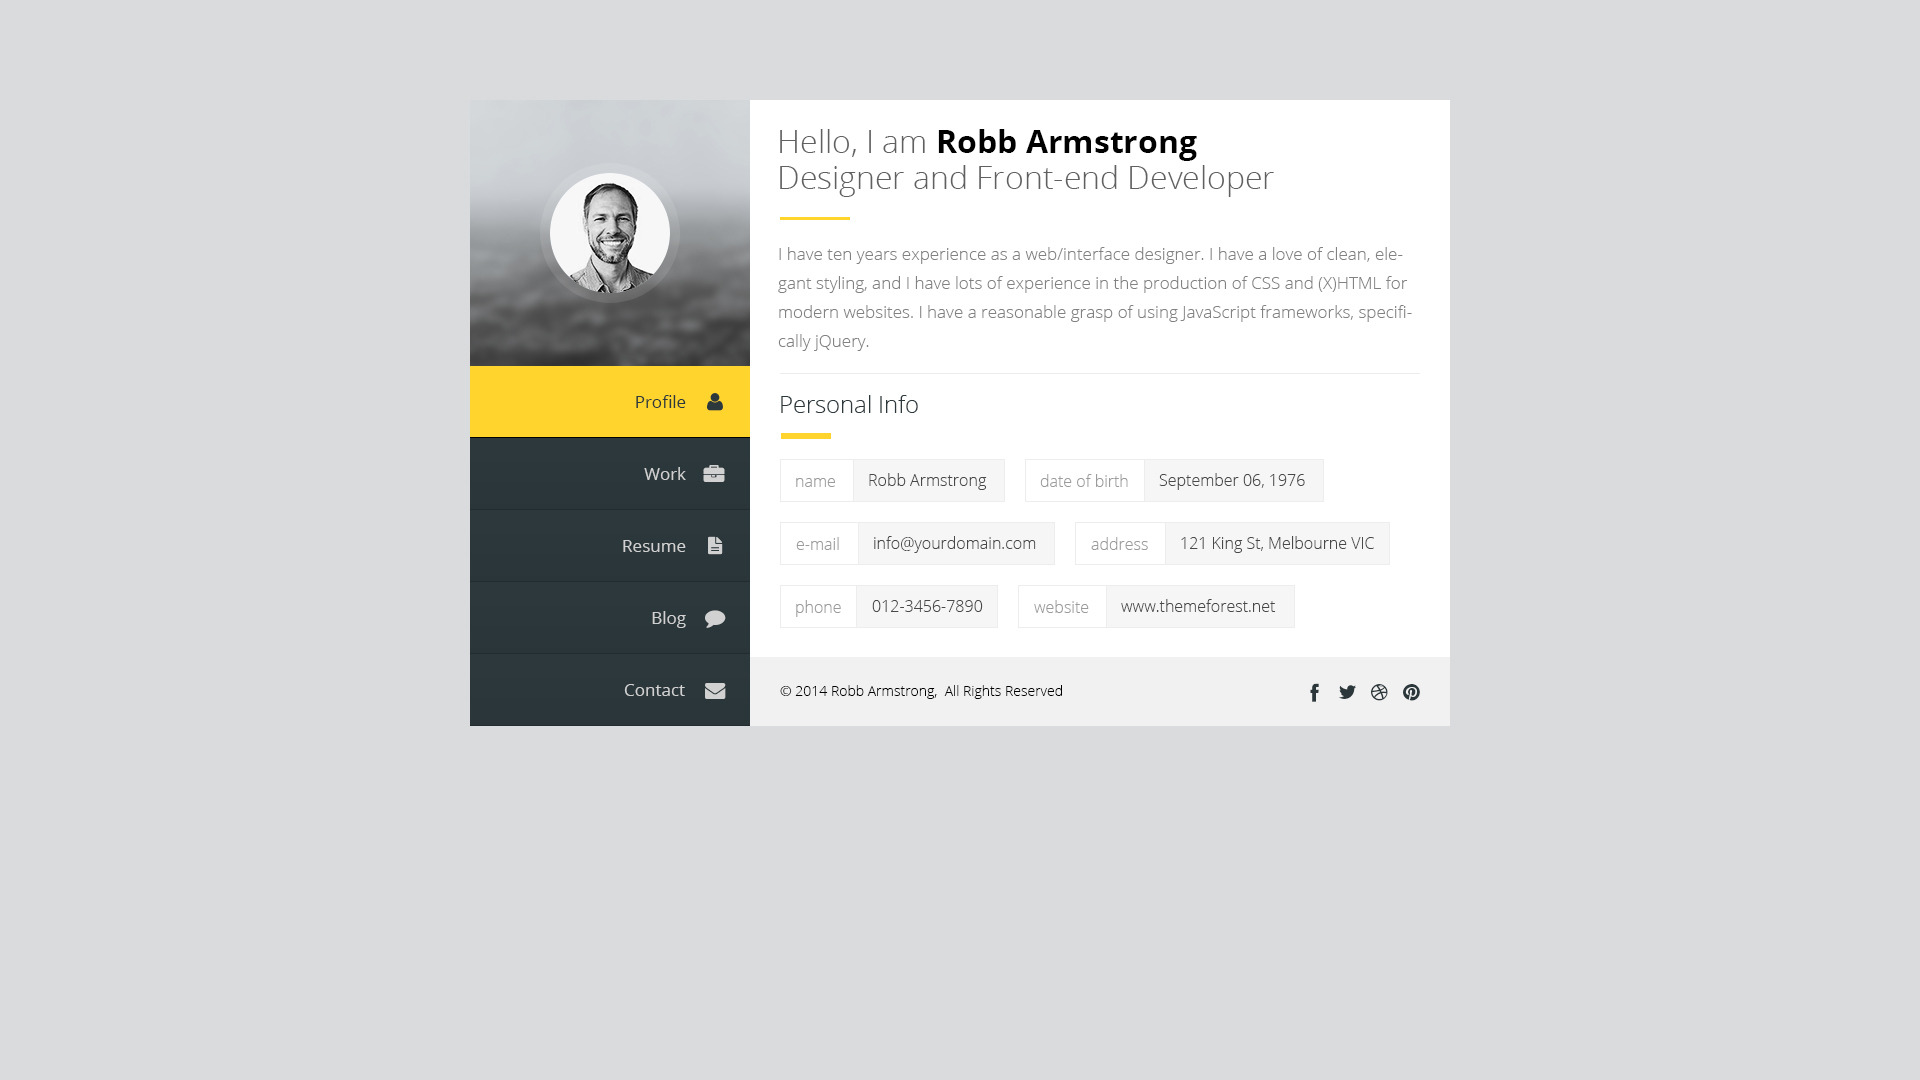 Hello, I am Robb Armstrong
Designer and Front-end Developer
I have ten years experience as a web/interface designer. I have a love of clean, ele-
gant styling, and I have lots of experience in the production of CSS and (X)HTML for
modern websites. I have a reasonable grasp of using JavaScript frameworks, specifi-
cally jQuery.
Profile
Work
Resume
Blog
Contact
Personal Info
name Robb Armstrong date of birth September 06, 1976
e-mail info@yourdomain.com address 121 King St, Melbourne VIC
phone 012-3456-7890 website www.themeforest.net
© 2014 Robb Armstrong, All Rights Reserved